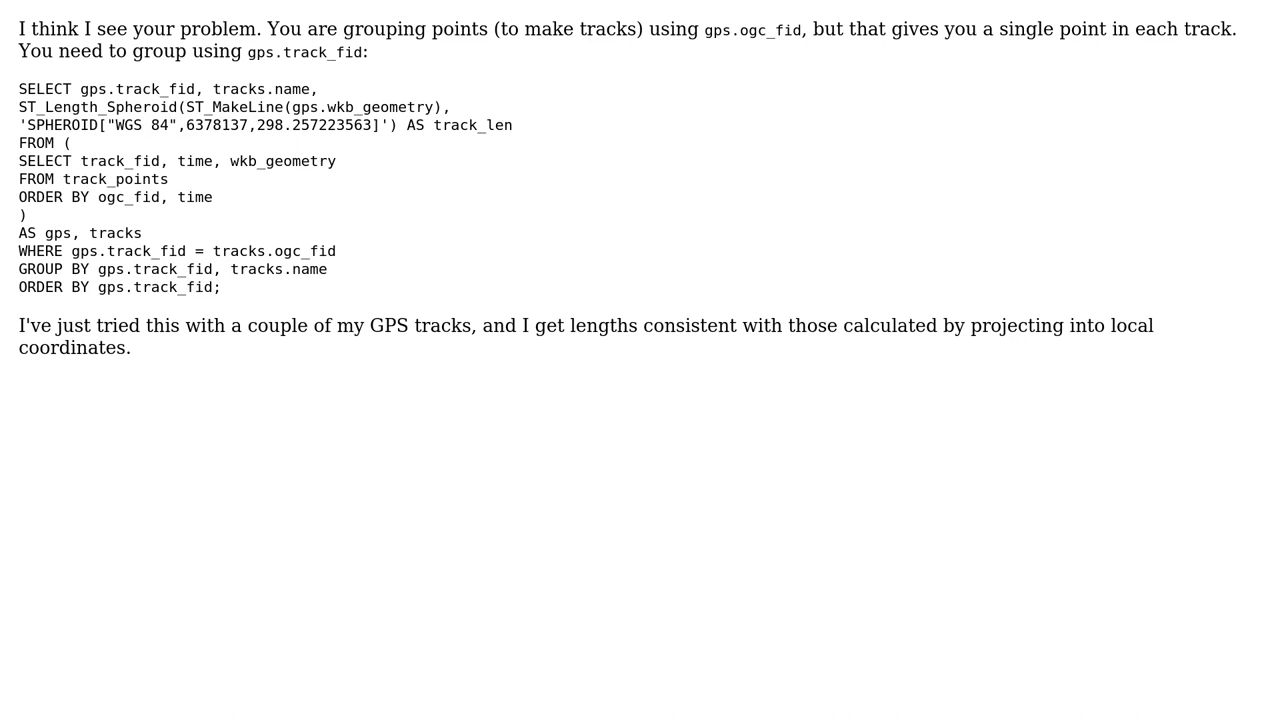 I think I see your problem. You are grouping points (to make tracks) using gps.ogc_fid, but that gives you a single point in each track.
You need to group using gps.track_fid:
SELECT gps.track_fid, tracks.name,
ST_Length_Spheroid(ST_MakeLine(gps.wkb_geometry),
'SPHEROID["WGS 84",6378137,298.257223563]') AS track_len
FROM (
SELECT track_fid, time, wkb_geometry
FROM track_points
ORDER BY ogc_fid, time
)
AS gps, tracks
WHERE gps.track_fid = tracks.ogc_fid
GROUP BY gps.track_fid, tracks.name
ORDER BY gps.track_fid;
I've just tried this with a couple of my GPS tracks, and I get lengths consistent with those calculated by projecting into local
coordinates.